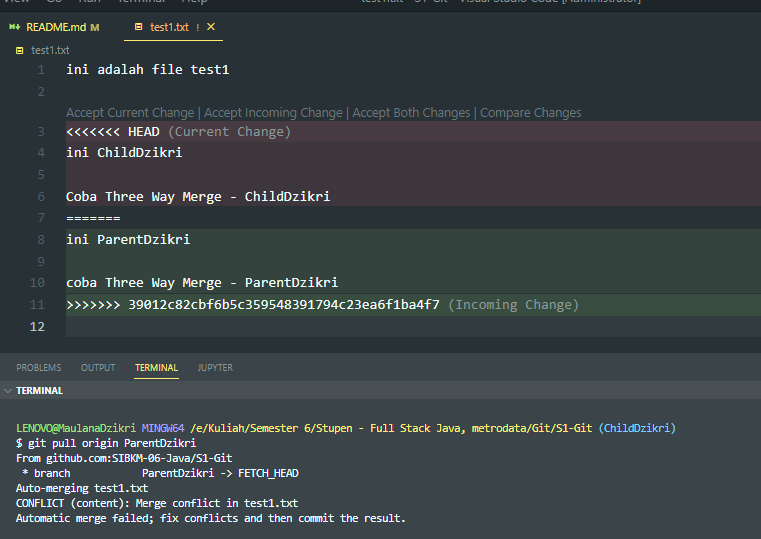 View Go Run Terminal Help test1.txt - S1-Git - Visual Studio Code [Administrator]
README.md M test1.txt ! ×
test1.txt
1 ini adalah file test1
2
Accept Current Change | Accept Incoming Change | Accept Both Changes | Compare Changes
3 <<<<<<< HEAD (Current Change)
4 ini ChildDzikri
5
6 Coba Three Way Merge - ChildDzikri
7 =======
8 ini ParentDzikri
9
10 coba Three Way Merge - ParentDzikri
11 >>>>>>> 39012c82cbf6b5c359548391794c23ea6f1ba4f7 (Incoming Change)
12
PROBLEMS OUTPUT TERMINAL JUPYTER
TERMINAL
LENOVO@MaulanaDzikri MINGW64 /e/Kuliah/Semester 6/Stupen - Full Stack Java, metrodata/Git/S1-Git (ChildDzikri)
$ git pull origin ParentDzikri
From github.com:SIBKM-06-Java/S1-Git
* branch ParentDzikri -> FETCH_HEAD
Auto-merging test1.txt
CONFLICT (content): Merge conflict in test1.txt
Automatic merge failed; fix conflicts and then commit the result.